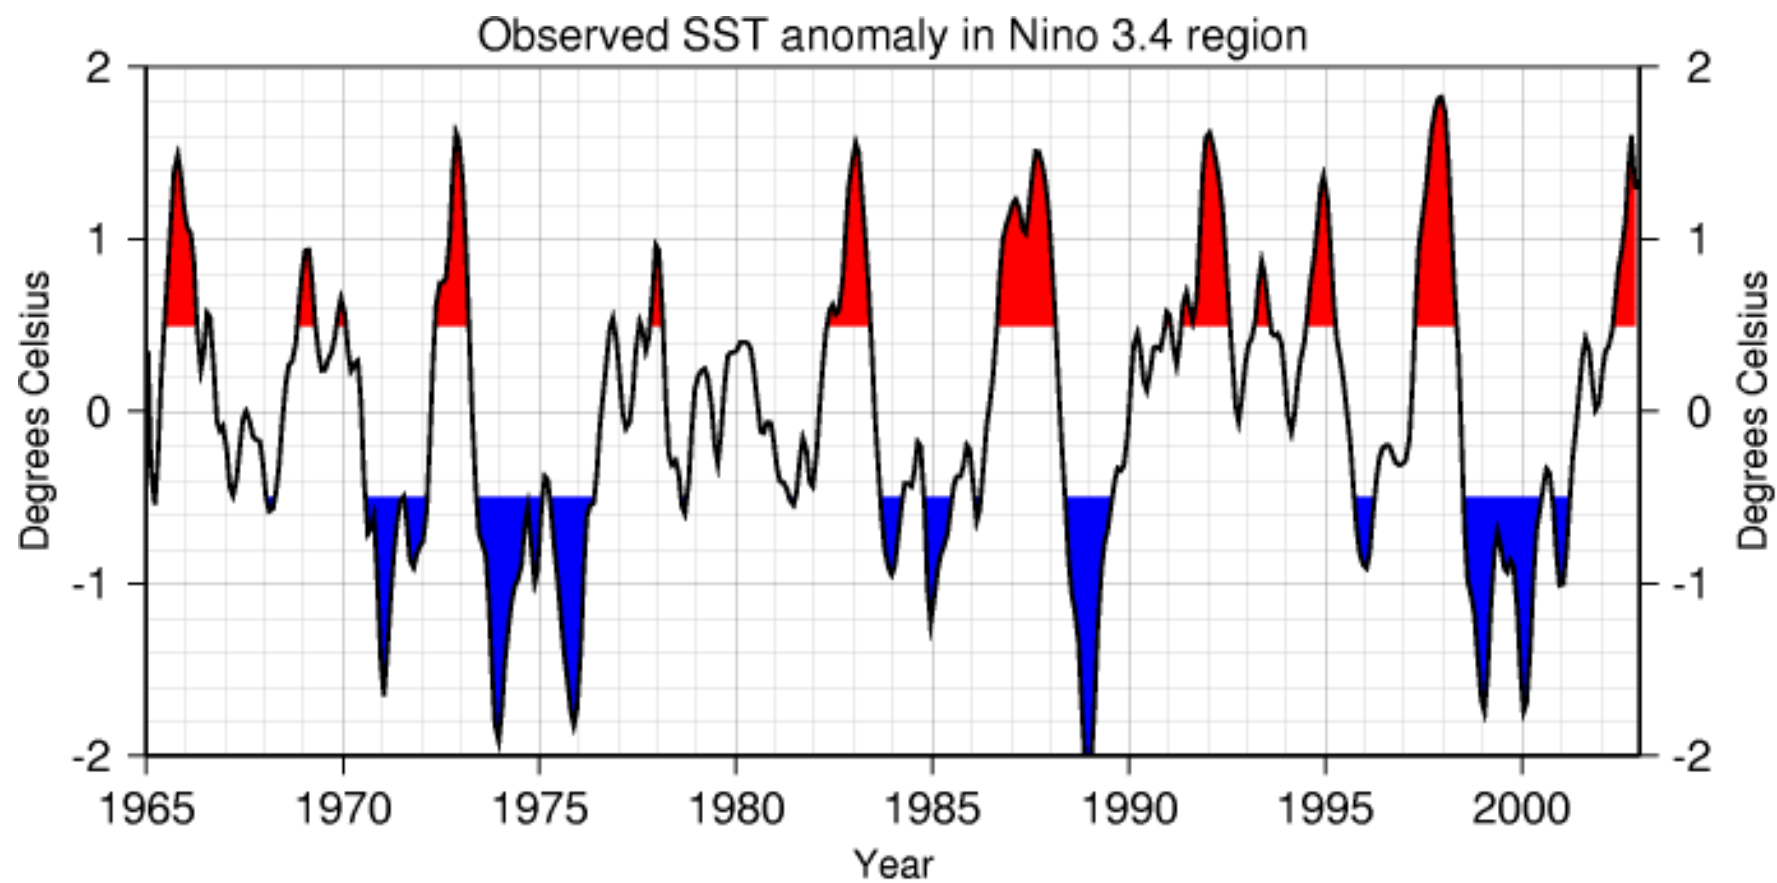 Observed SST anomaly in Nino 3.4 region
2
1
0
-1
-2
Degrees Celsius
2
1
0
-1
-2
Degrees Celsius
1965 1970 1975 1980 1985 1990 1995 2000
Year